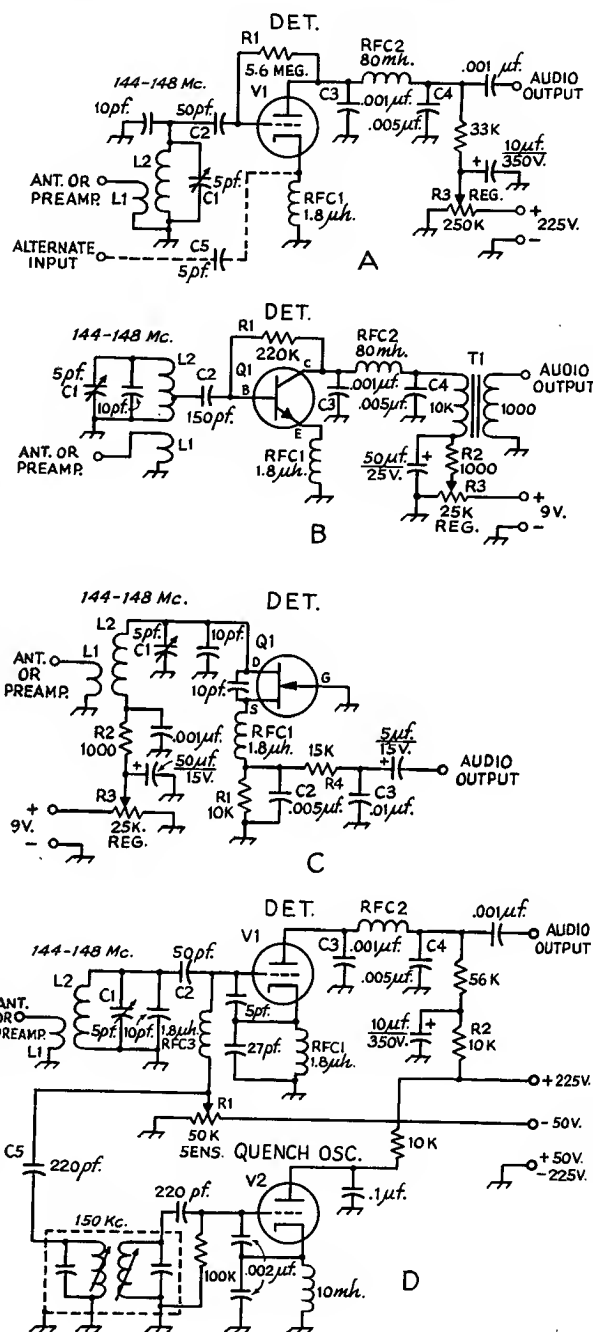 DET.
R1
5.6 MEG.
V1
RFC2
80mh.
.001 µf.
AUDIO
OUTPUT
144-148 Mc.
10pf.
50pf.
C2
C3
.001µf.
.005µf.
C4
33K
10µf.
350V.
L2
5pf.
C1
ANT. OR
PREAMP.
L1
RFC1
1.8µh.
R3
REG.
250K
+
225V.
-
ALTERNATE
INPUT
C5
5pf.
A
DET.
R1
220K
RFC2
80mh.
T1
AUDIO
OUTPUT
144-148 Mc.
5pf.
C1
10pf.
L2
C2
150pf.
Q1
B
C
E
C3
.001µf.
.005µf.
C4
10K
1000
ANT. OR
PREAMP.
L1
RFC1
1.8µh.
50µf.
25V.
+
R2
1000
R3
25K
REG.
+
9V.
-
B
144-148 Mc.
DET.
L2
5pf.
C1
10pf.
Q1
D
G
S
10pf.
ANT.
OR
PREAMP.
L1
RFC1
1.8µh.
R2
1000
.001µf.
+
50µf.
15V.
15K
R4
5µf.
15V.
+
AUDIO
OUTPUT
R1
10K
C2
.005µf.
C3
.01µf.
+
9V.
-
R3
25K.
REG.
C
DET.
V1
RFC2
.001µf.
AUDIO
OUTPUT
144-148 Mc.
50pf.
C2
C3
.001µf.
C4
.005µf.
56K
L2
C1
5pf.
10pf.
1.8µh.
RFC3
5pf.
27pf.
RFC1
1.8µh.
10µf.
350V.
+
R2
10K
ANT.
OR
PREAMP.
L1
+225V.
R1
50K
SENS.
-50V.
C5
220pf.
QUENCH OSC.
10K
+50V.
-225V.
220 pf.
V2
.1µf.
150 Kc.
100K
.002µf.
10mh.
D